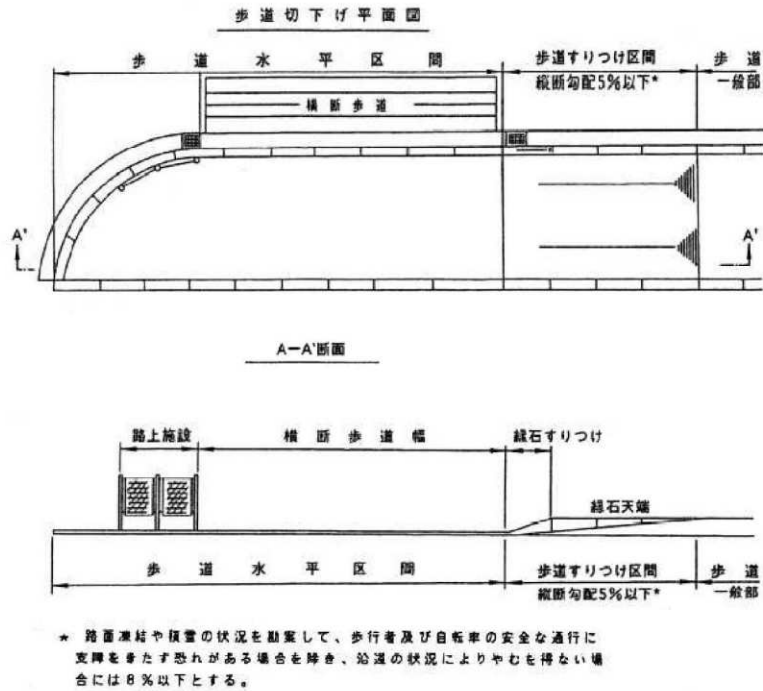 歩道切下げ平面図
歩道水平区間
歩道すりつけ区間
縦断勾配5%以下*
歩道
一般部
横断歩道
A'
A'
A-A'断面
路上施設
横断歩道幅
縁石すりつけ
縁石天端
歩道水平区間
歩道すりつけ区間
縦断勾配5%以下*
歩道
一般部
* 路面凍結や積雪の状況を勘案して、歩行者及び自転車の安全な通行に
支障をきたす恐れがある場合を除き、沿道の状況によりやむを得ない場
合には8%以下とする。